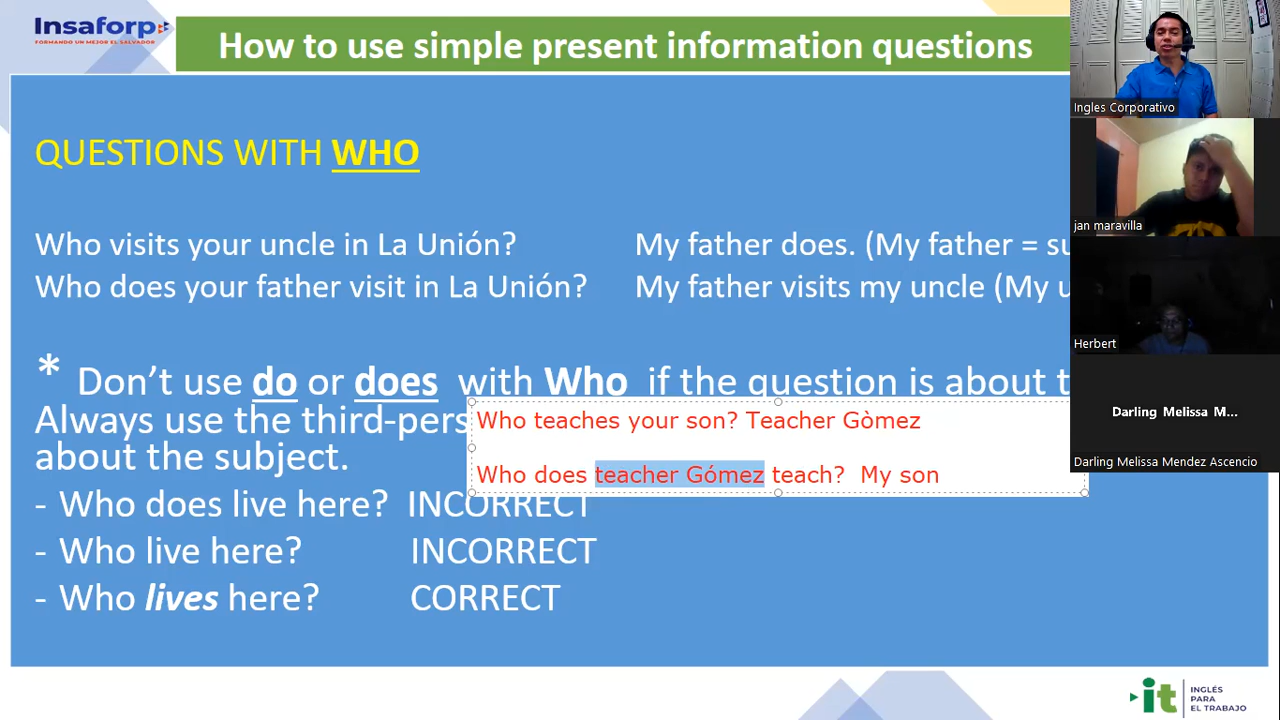 Insaforp
FORMANDO UN MEJOR EL SALVADOR
How to use simple present information questions
QUESTIONS WITH WHO
Who visits your uncle in La Unión? My father does. (My father = su
Who does your father visit in La Unión? My father visits my uncle (My u
* Don't use do or does with Who if the question is about t
Always use the third-pers
about the subject.
Who teaches your son? Teacher Gòmez
Who does teacher Gómez teach? My son
- Who does live here? INCORRECT
- Who live here? INCORRECT
- Who lives here? CORRECT
Ingles Corporativo
jan maravilla
Herbert
Darling Melissa M...
Darling Melissa Mendez Ascencio
it
INGLÉS
PARA
EL TRABAJO